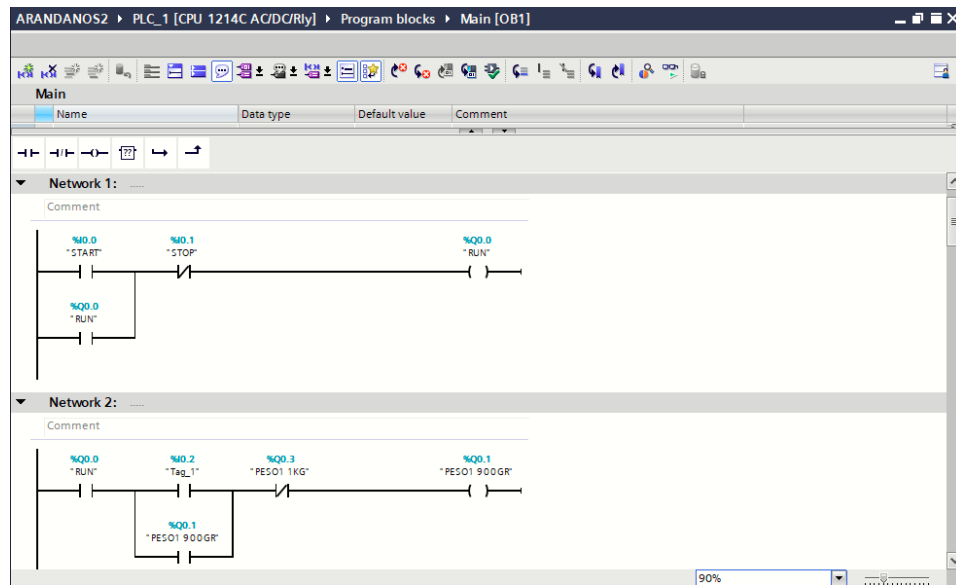 ARANDANOS2 ▸ PLC_1 [CPU 1214C AC/DC/Rly] ▸ Program blocks ▸ Main [OB1]
Main
Name Data type Default value Comment
??
Network 1: .....
Comment
%I0.0 %I0.1 %Q0.0
"START" "STOP" "RUN"
%Q0.0
"RUN"
Network 2: .....
Comment
%Q0.0 %I0.2 %Q0.3 %Q0.1
"RUN" "Tag_1" "PESO1 1KG" "PESO1 900GR"
%Q0.1
"PESO1 900GR"
90%